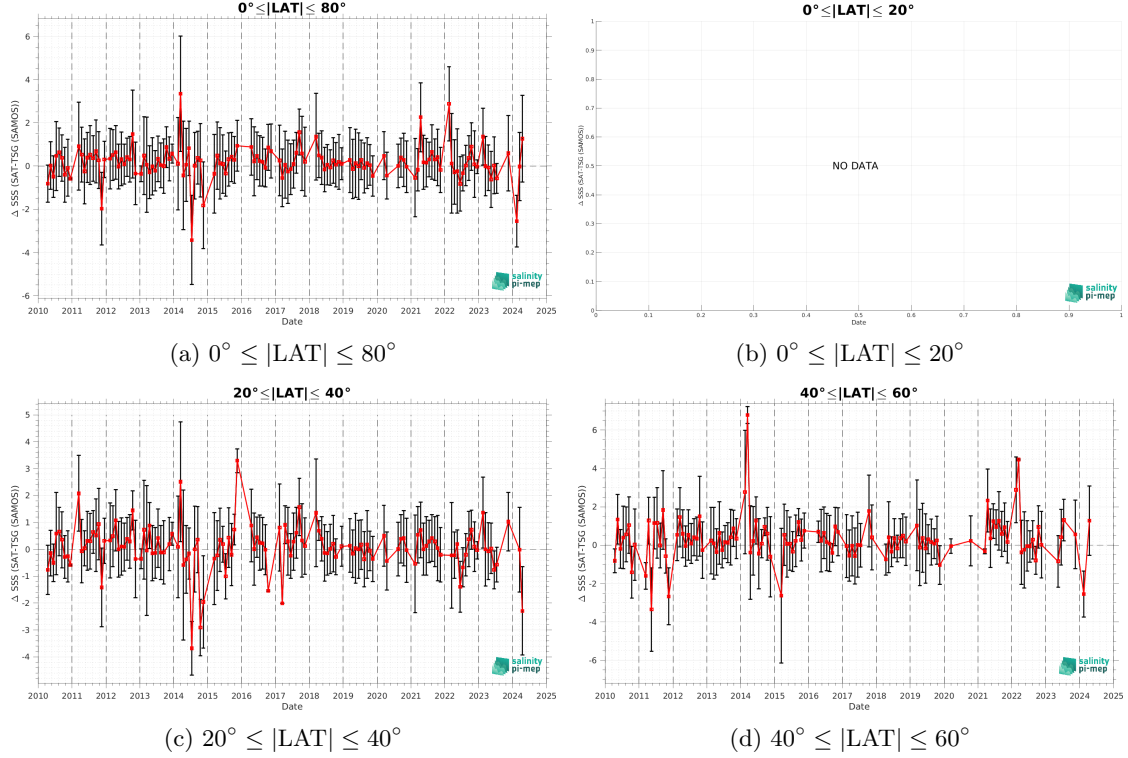 0°≤|LAT|≤ 80°
Δ SSS (SAT-TSG (SAMOS))
6
4
2
0
-2
-4
-6
2010 2011 2012 2013 2014 2015 2016 2017 2018 2019 2020 2021 2022 2023 2024 2025
Date
salinity
pi-mep
(a) 0° ≤ |LAT| ≤ 80°
0°≤|LAT|≤ 20°
Δ SSS (SAT-TSG (SAMOS))
1
0.9
0.8
0.7
0.6
0.5
0.4
0.3
0.2
0.1
0
NO DATA
0 0.1 0.2 0.3 0.4 0.5 0.6 0.7 0.8 0.9 1
Date
salinity
pi-mep
(b) 0° ≤ |LAT| ≤ 20°
20°≤|LAT|≤ 40°
Δ SSS (SAT-TSG (SAMOS))
5
4
3
2
1
0
-1
-2
-3
-4
2010 2011 2012 2013 2014 2015 2016 2017 2018 2019 2020 2021 2022 2023 2024 2025
Date
salinity
pi-mep
(c) 20° ≤ |LAT| ≤ 40°
40°≤|LAT|≤ 60°
Δ SSS (SAT-TSG (SAMOS))
6
4
2
0
-2
-4
-6
2010 2011 2012 2013 2014 2015 2016 2017 2018 2019 2020 2021 2022 2023 2024 2025
Date
salinity
pi-mep
(d) 40° ≤ |LAT| ≤ 60°